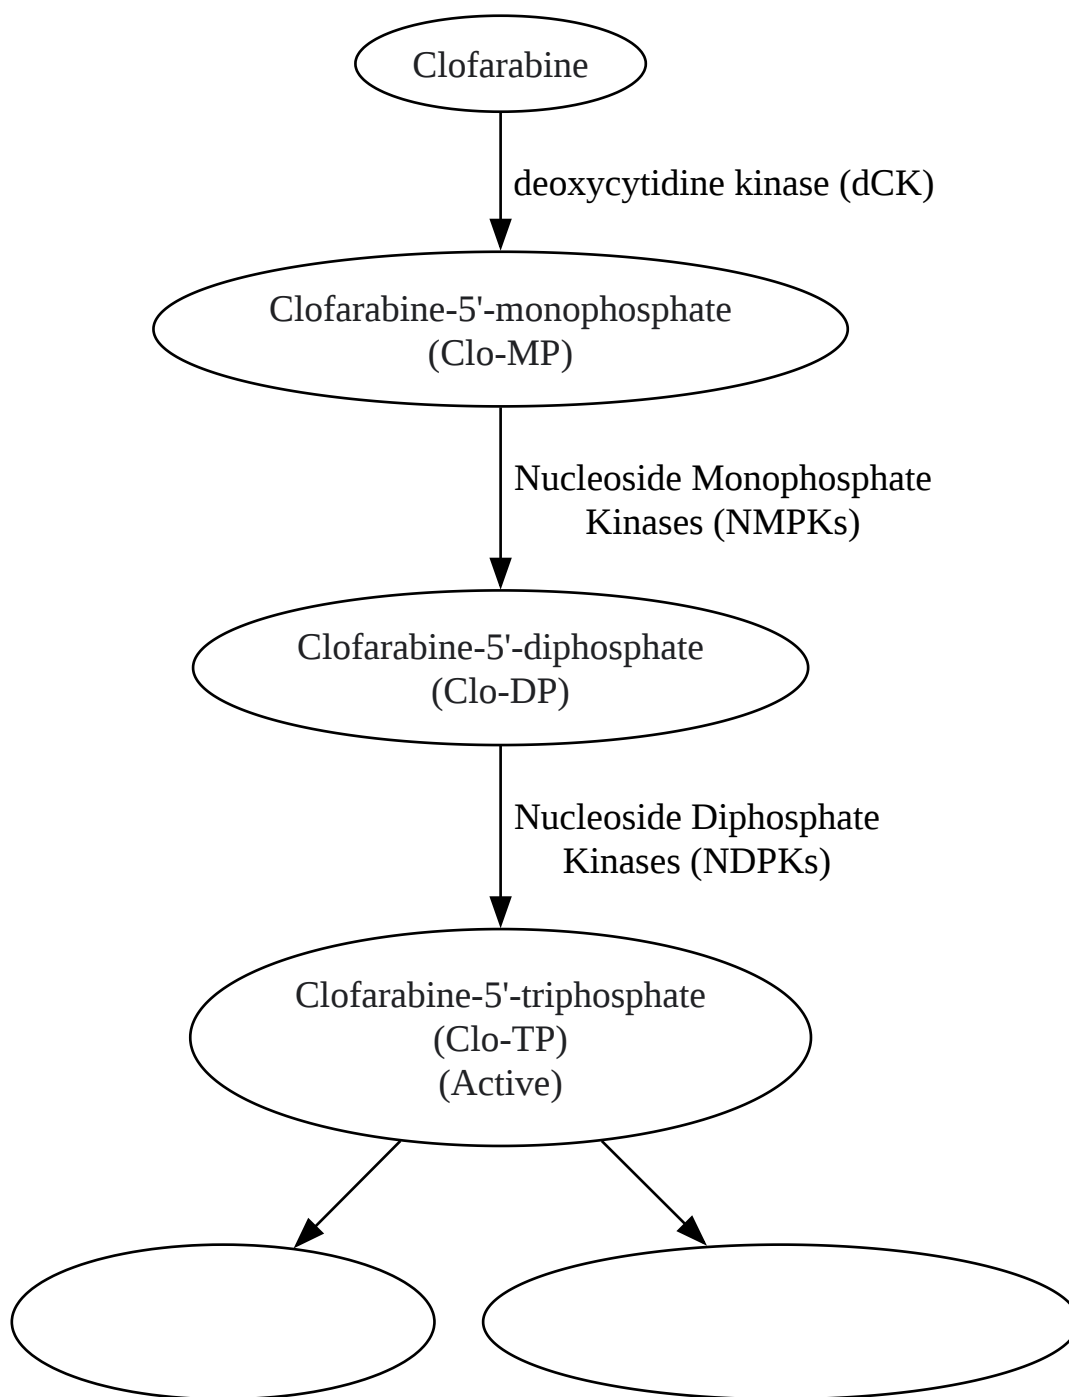 Clofarabine
deoxycytidine kinase (dCK)
Clofarabine-5'-monophosphate
(Clo-MP)
Nucleoside Monophosphate
Kinases (NMPKs)
Clofarabine-5'-diphosphate
(Clo-DP)
Nucleoside Diphosphate
Kinases (NDPKs)
Clofarabine-5'-triphosphate
(Clo-TP)
(Active)